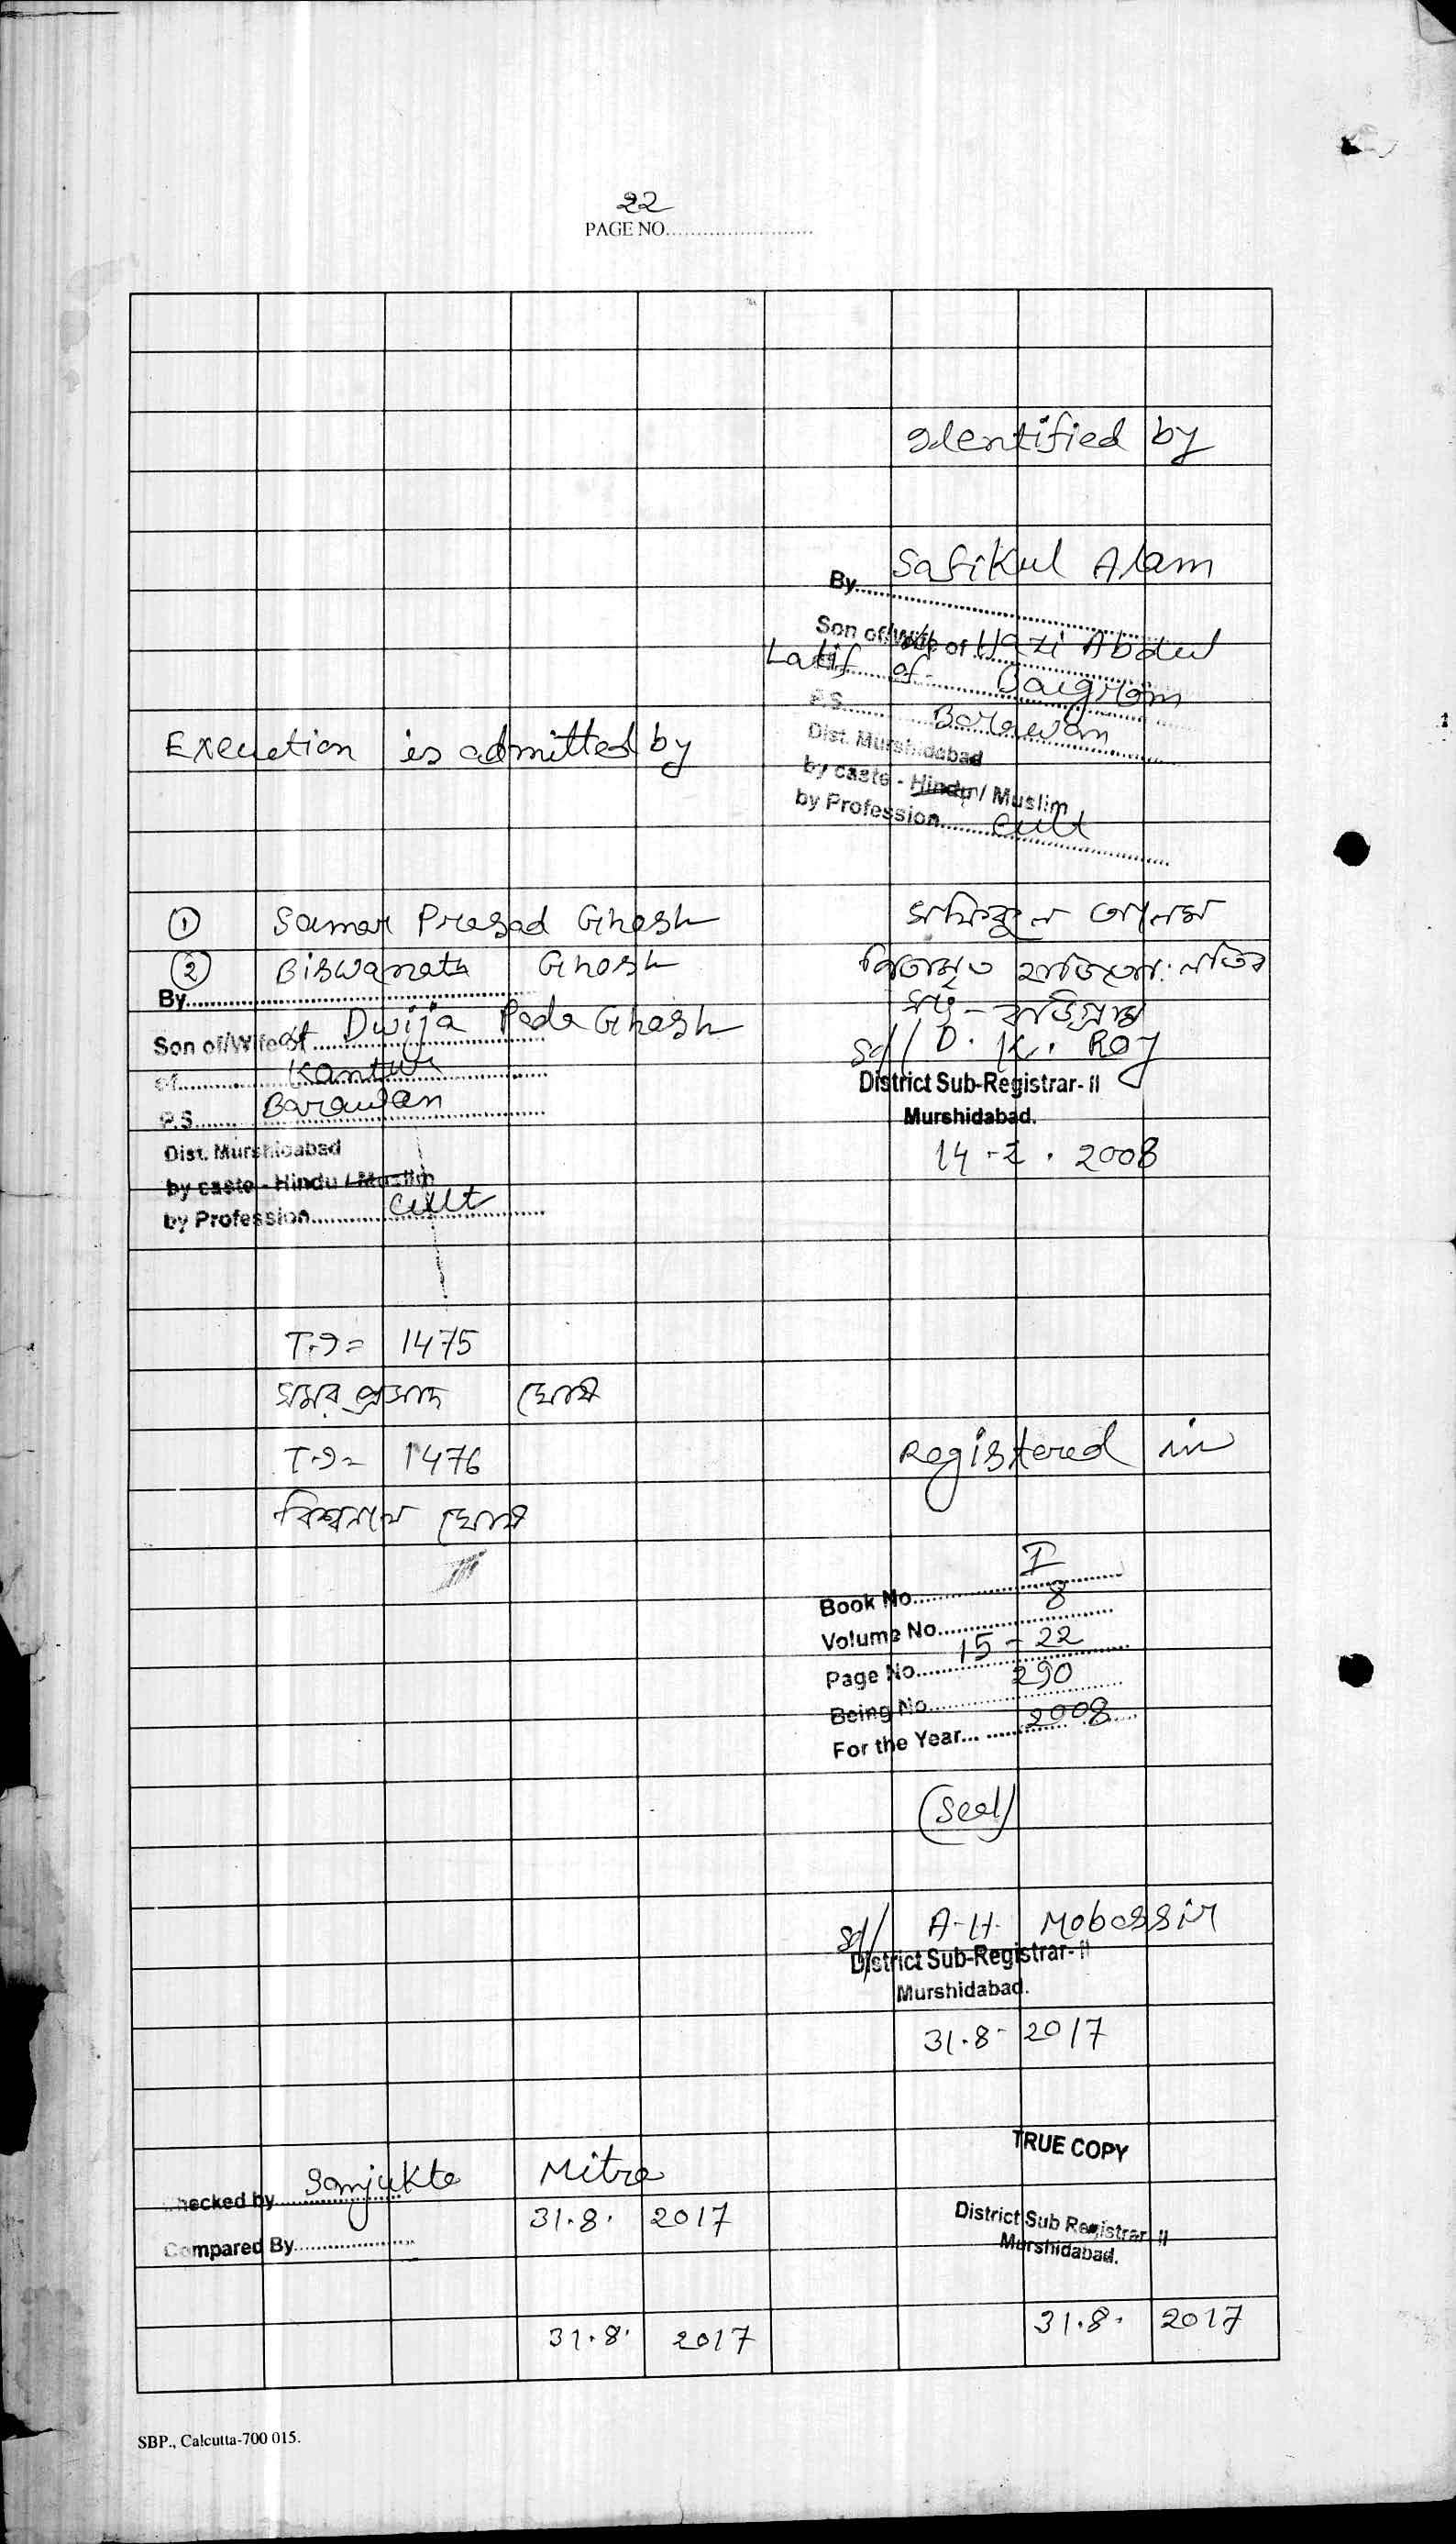 22
PAGE NO.........................
Identified by
By Safikul Alam
Son of/Wife of Hazi Abdul
Latif of
P.S. Barawan
Dist. Murshidabad
by caste - Hindu / Muslim
by Profession Cult
Execution is admitted by
① Samar Prasad Ghosh
② Biswanath Ghosh
By
Son of/Wife of Dwija Pada Ghosh
of
P.S. Barawan
Dist. Murshidabad
by caste - Hindu / Muslim
by Profession Cult
সফিকুল আলম
পিতামৃত হাজি আঃ লতিব
সাং -
Sd/ D. K. Roy
District Sub-Registrar-II
Murshidabad.
14-2.2008
1475
সমর প্রসাদ ঘোষ
1476
বিশ্বনাথ ঘোষ
Registered in
Book No. I
Volume No. 8
Page No. 15 - 22
Being No. 290
For the Year 2008
(Seal)
Sd/ A-H. Mobassir
District Sub-Registrar-II
Murshidabad.
31.8-2017
TRUE COPY
Checked by Sanjukta Mitra
31.8.2017
Compared By
District Sub Registrar II
Murshidabad.
31.8.2017
31.8.2017
SBP., Calcutta-700 015.